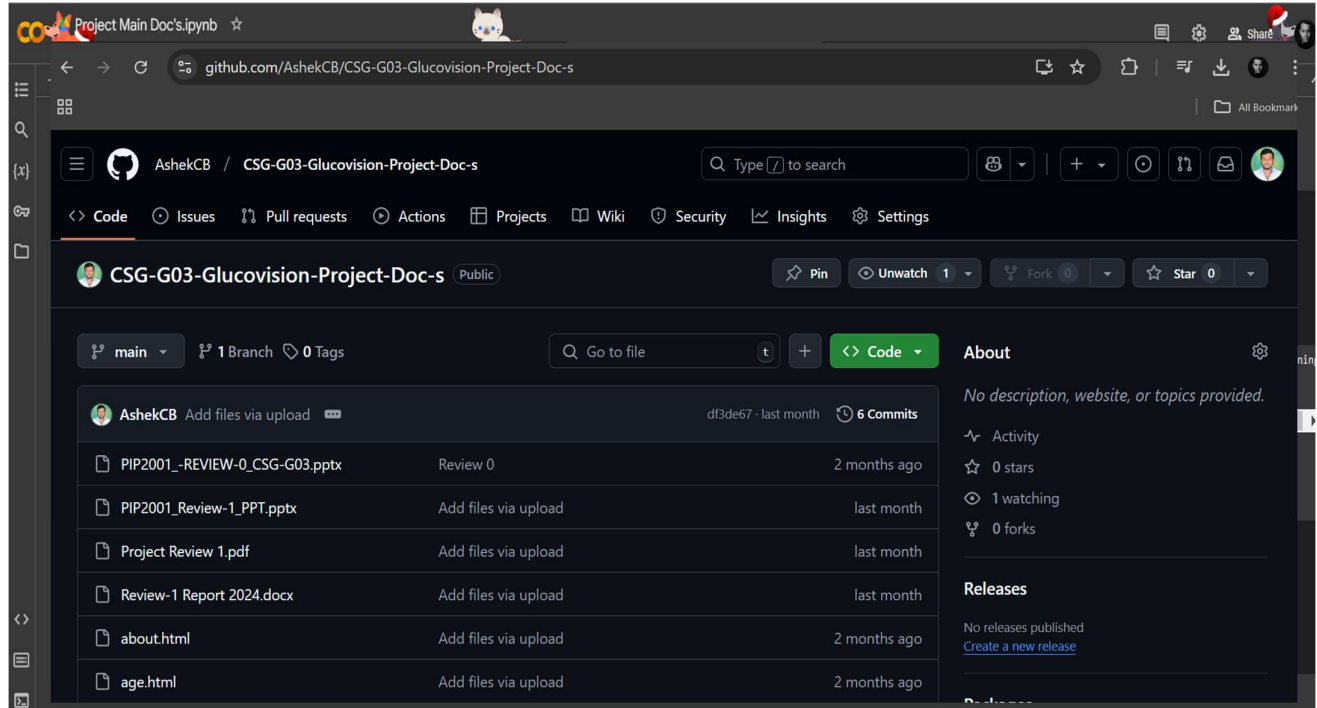 Project Main Doc's.ipynb
Share
github.com/AshekCB/CSG-G03-Glucovision-Project-Doc-s
All Bookmark
AshekCB / CSG-G03-Glucovision-Project-Doc-s
Type / to search
Code Issues Pull requests Actions Projects Wiki Security Insights Settings
CSG-G03-Glucovision-Project-Doc-s Public
Pin Unwatch 1 Fork 0 Star 0
main 1 Branch 0 Tags
Go to file t
Code
About
No description, website, or topics provided.
AshekCB Add files via upload
df3de67 · last month 6 Commits
Activity
0 stars
1 watching
0 forks
PIP2001_-REVIEW-0_CSG-G03.pptx Review 0 2 months ago
PIP2001_Review-1_PPT.pptx Add files via upload last month
Project Review 1.pdf Add files via upload last month
Review-1 Report 2024.docx Add files via upload last month
about.html Add files via upload 2 months ago
age.html Add files via upload 2 months ago
Releases
No releases published
Create a new release